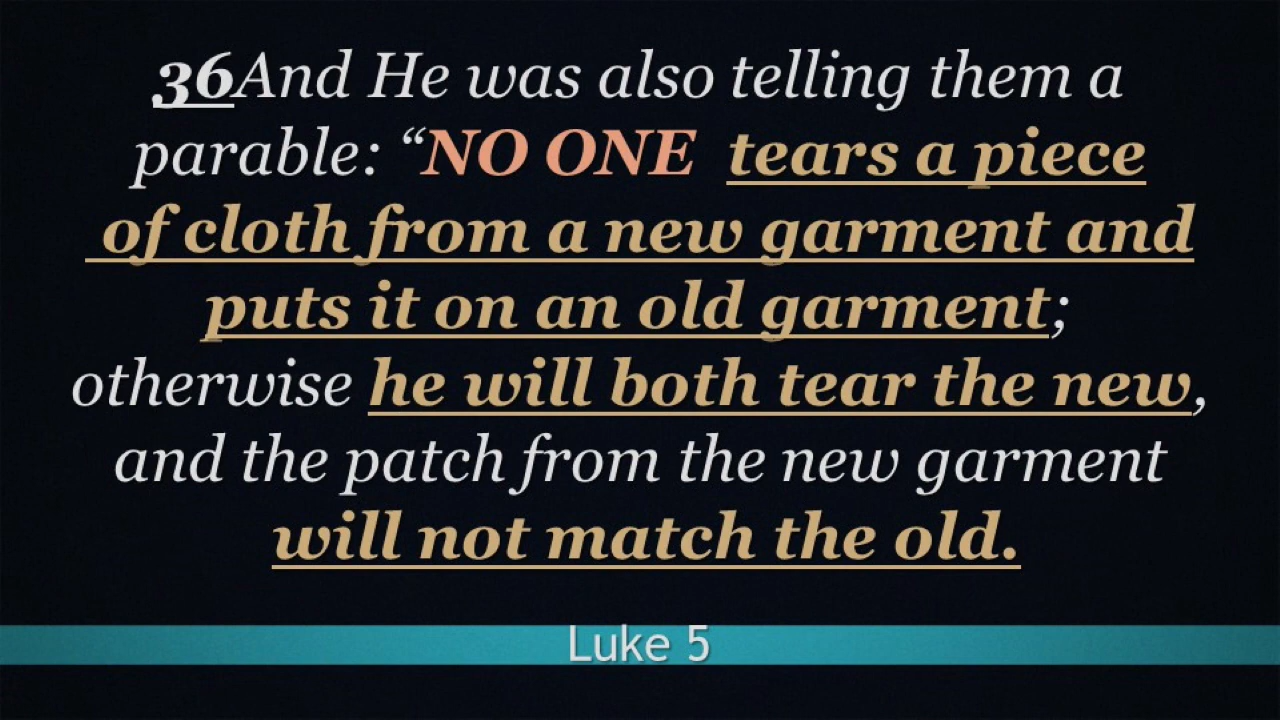 36And He was also telling them a
parable: “NO ONE tears a piece
of cloth from a new garment and
puts it on an old garment;
otherwise he will both tear the new,
and the patch from the new garment
will not match the old.
Luke 5